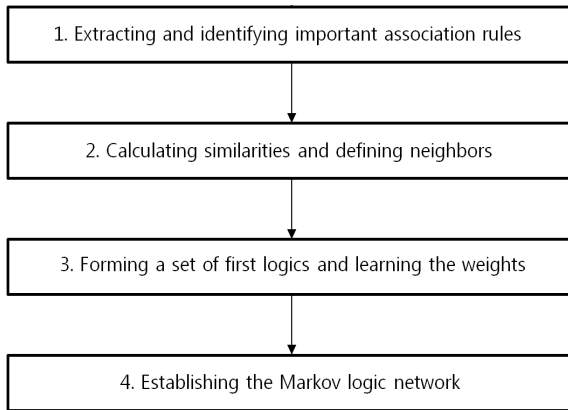 1. Extracting and identifying important association rules
2. Calculating similarities and defining neighbors
3. Forming a set of first logics and learning the weights
4. Establishing the Markov logic network